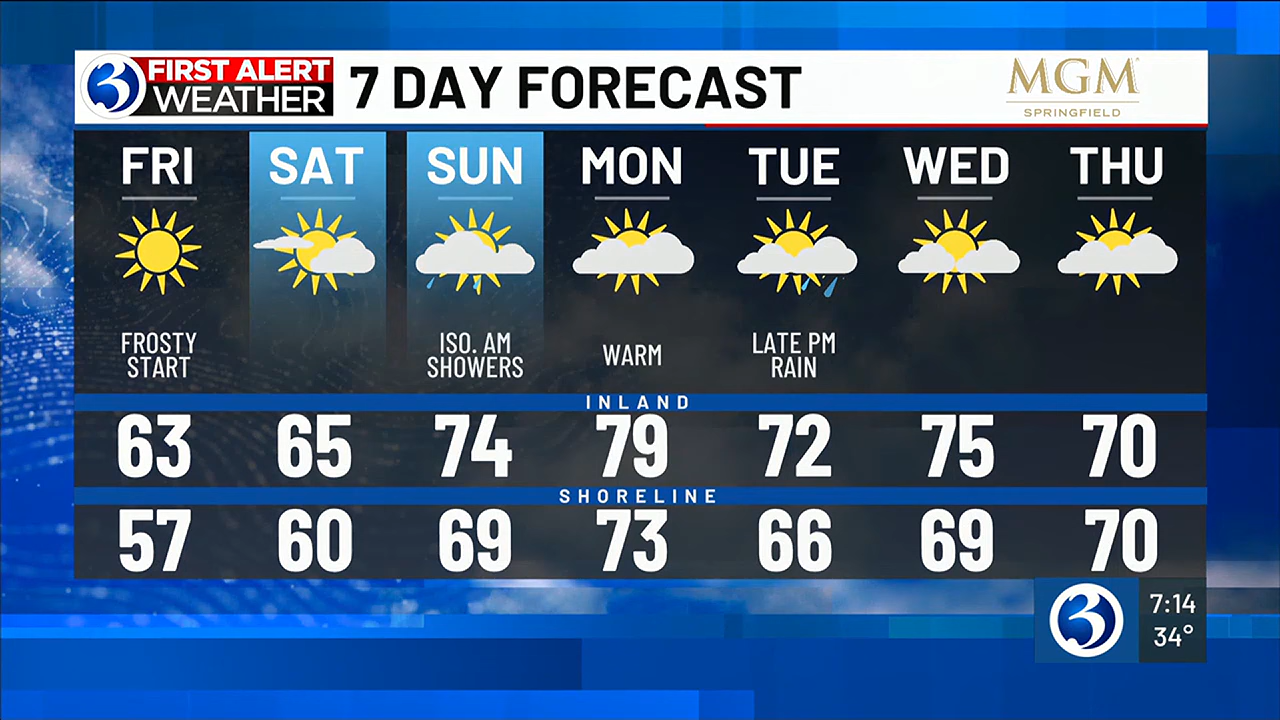 3 FIRST ALERT
WEATHER
7 DAY FORECAST
MGM
SPRINGFIELD
FRI SAT SUN MON TUE WED THU
FROSTY
START
ISO. AM
SHOWERS
WARM
LATE PM
RAIN
INLAND
63 65 74 79 72 75 70
SHORELINE
57 60 69 73 66 69 70
3
7:14
34°